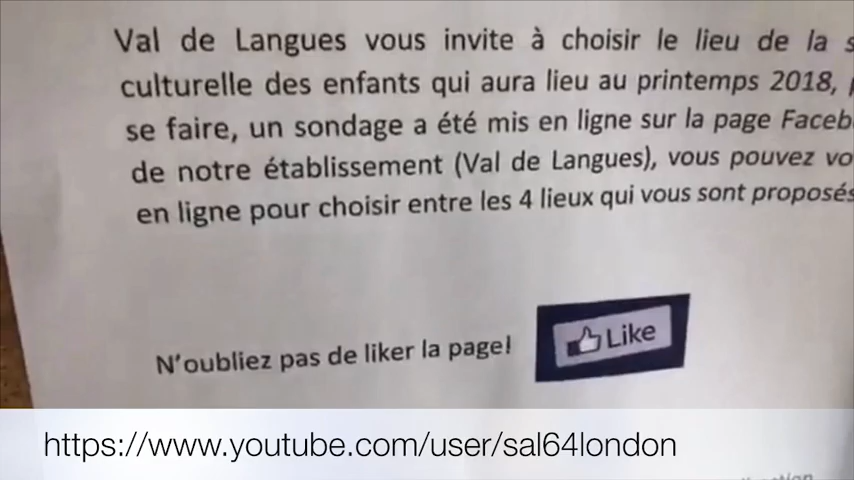 Val de Langues vous invite à choisir le lieu de la
culturelle des enfants qui aura lieu au printemps 2018,
se faire, un sondage a été mis en ligne sur la page
de notre établissement (Val de Langues), vous pouvez
en ligne pour choisir entre les 4 lieux qui vous sont proposés
N'oubliez pas de liker la page!
Like
https://www.youtube.com/user/sal64london